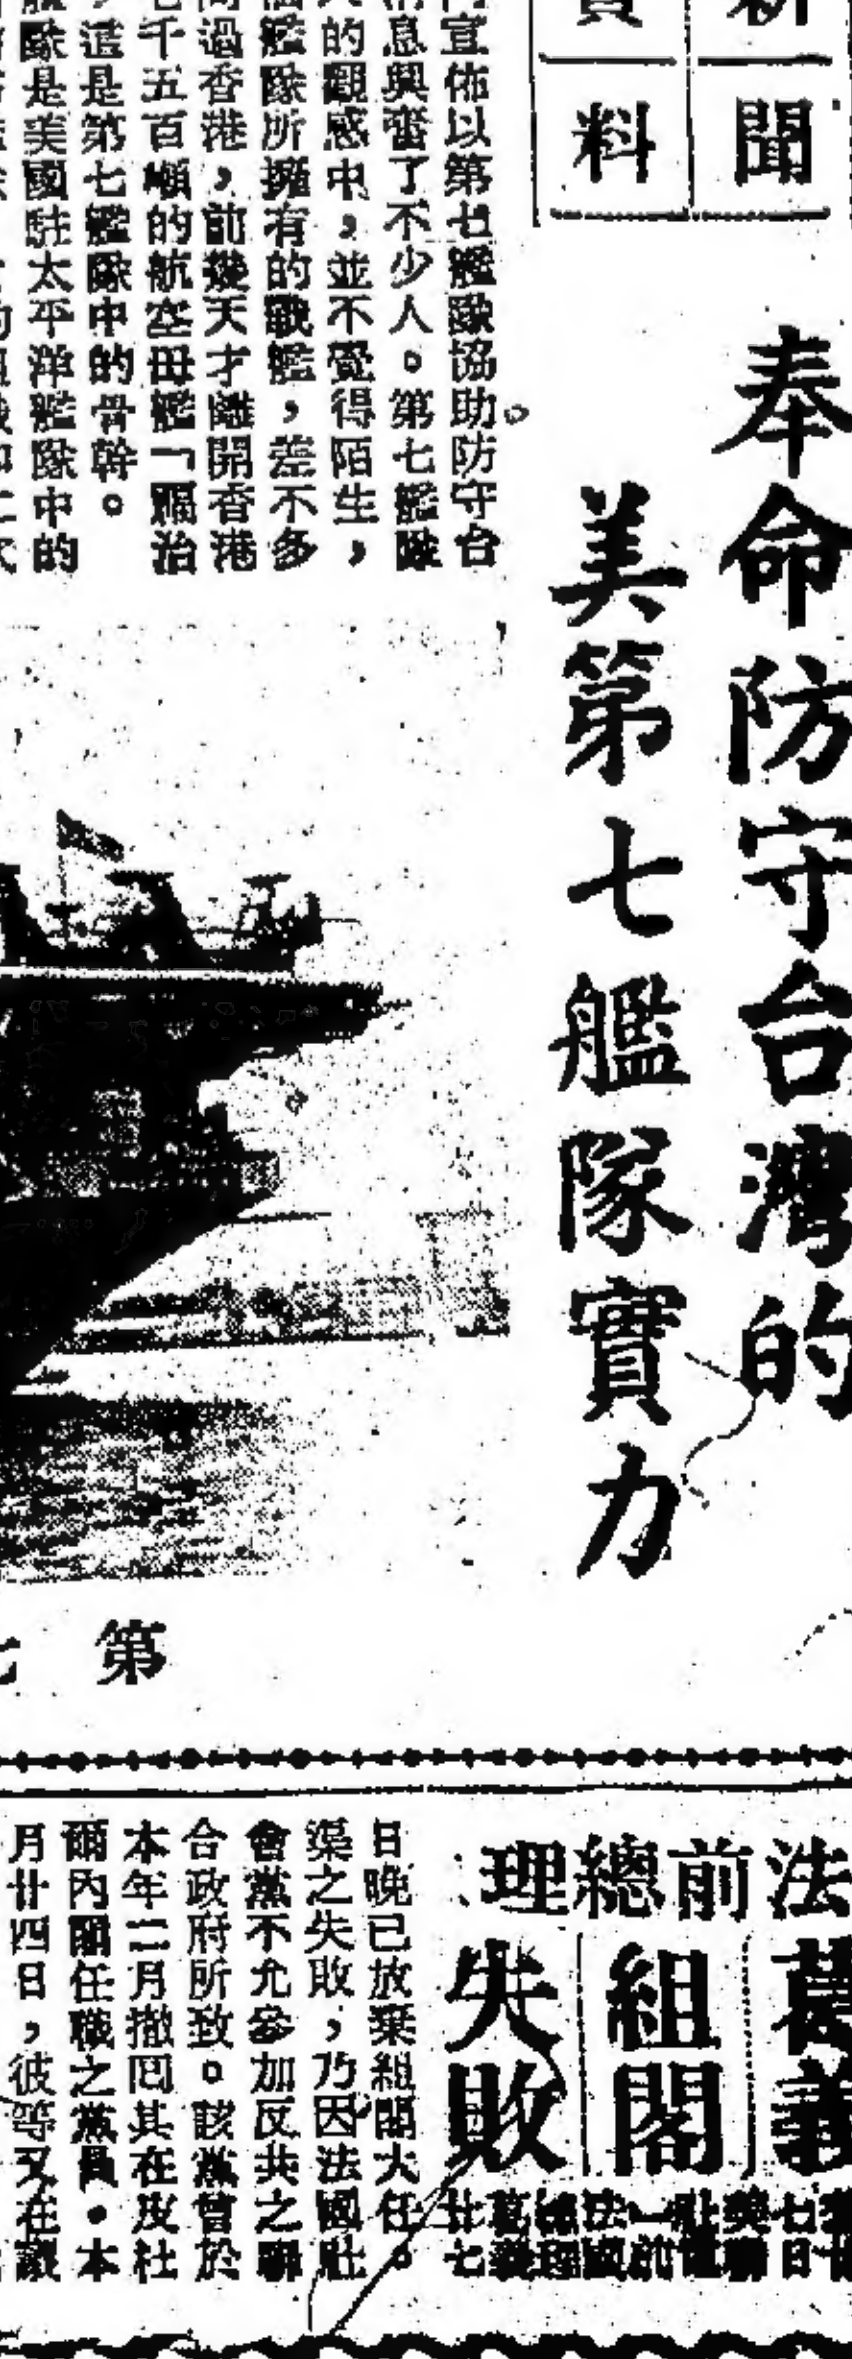 新聞
資料
奉命防守台灣的
美第七艦隊實力
宣佈以第七艦隊協助防守台
息興奮了不少人。第七艦隊
的觀感中，並不覺得陌生，
艦隊所擁有的戰艦，差不多
過香港，前幾天才離開香港
千五百噸的航空母艦「福治
這是第七艦隊中的骨幹。
隊是美國駐太平洋艦隊中的
第七
法前總理
葛義
組閣
失敗
日晚已放棄組閣大任。
渠之失敗，乃因法國社
會黨不允參加反共之聯
合政府所致。該黨曾於
本年二月撤回其在皮杜
爾內閣任職之黨員。本
月廿四日，彼等又在議